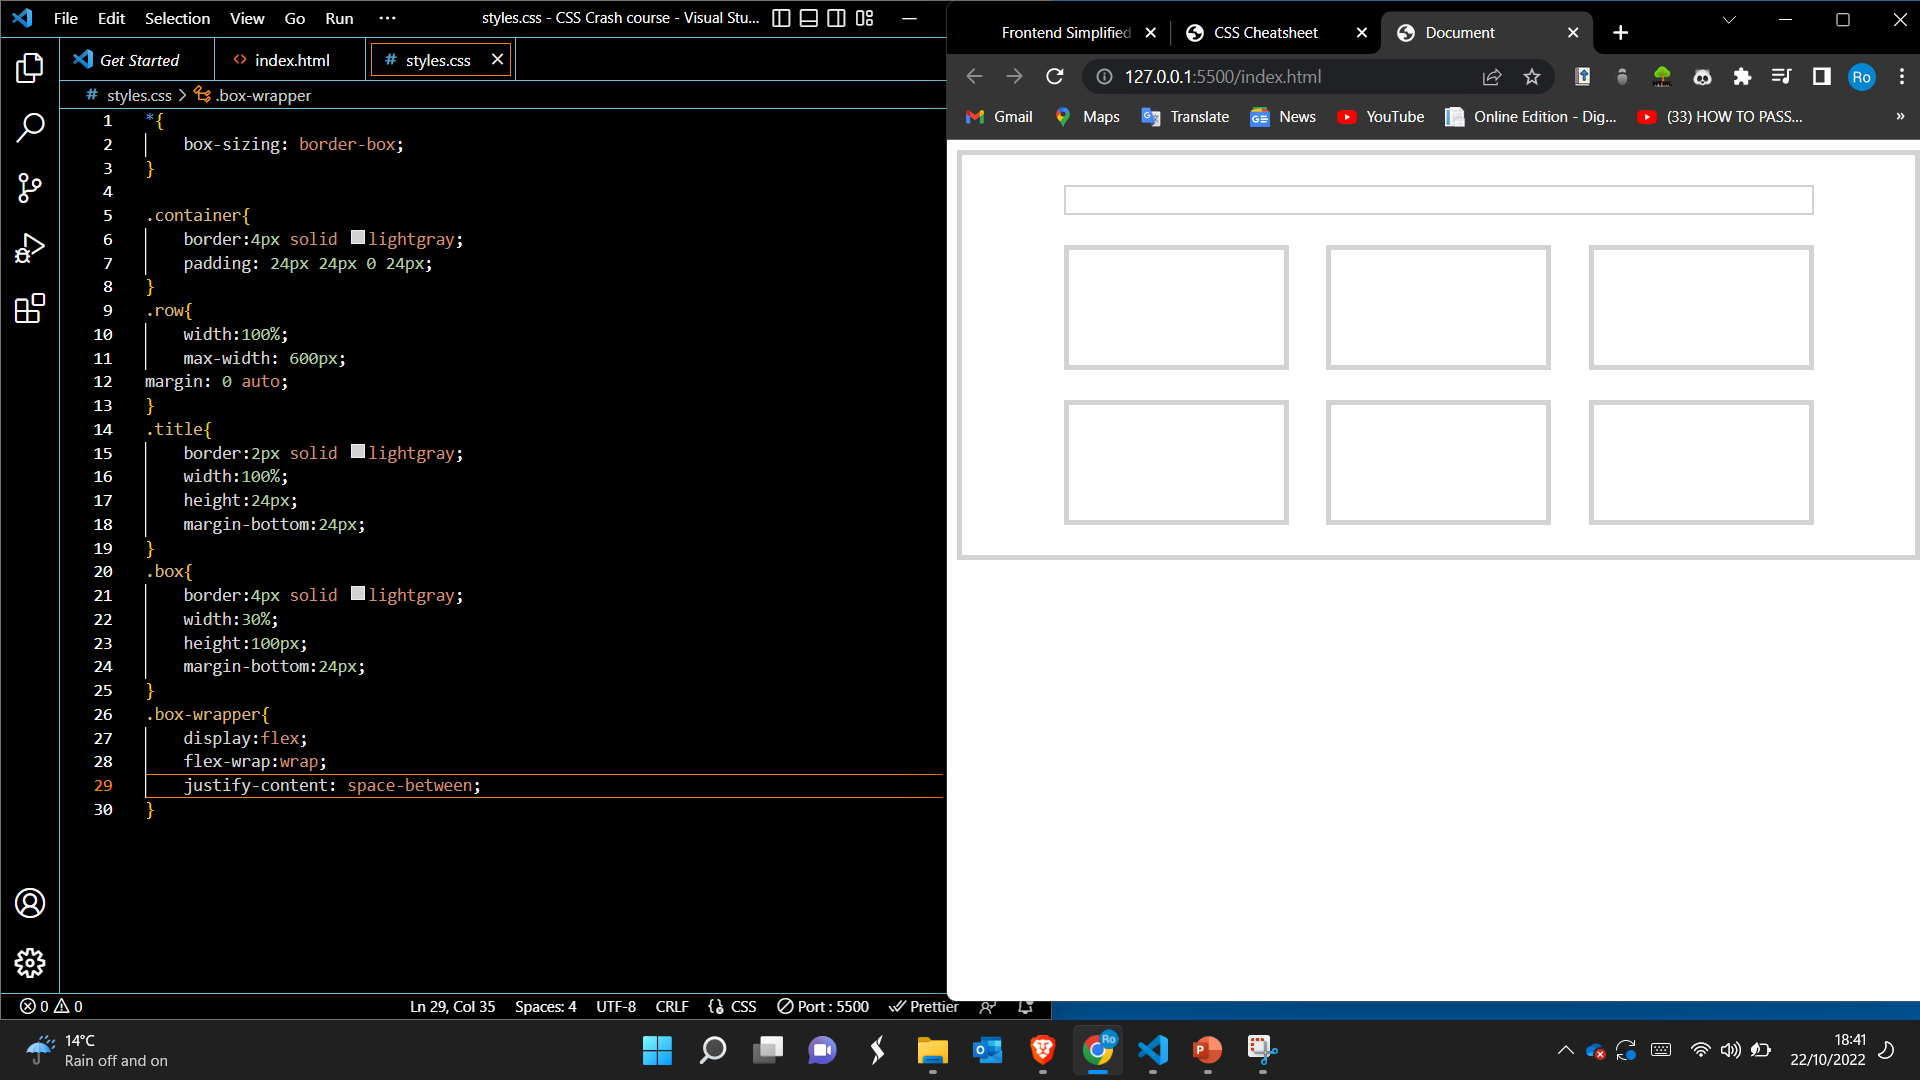 File Edit Selection View Go Run ··· styles.css - CSS Crash course - Visual Stu...
Get Started index.html # styles.css
# styles.css > .box-wrapper
1 *{
2 box-sizing: border-box;
3 }
4
5 .container{
6 border:4px solid lightgray;
7 padding: 24px 24px 0 24px;
8 }
9 .row{
10 width:100%;
11 max-width: 600px;
12 margin: 0 auto;
13 }
14 .title{
15 border:2px solid lightgray;
16 width:100%;
17 height:24px;
18 margin-bottom:24px;
19 }
20 .box{
21 border:4px solid lightgray;
22 width:30%;
23 height:100px;
24 margin-bottom:24px;
25 }
26 .box-wrapper{
27 display:flex;
28 flex-wrap:wrap;
29 justify-content: space-between;
30 }
0 0 Ln 29, Col 35 Spaces: 4 UTF-8 CRLF CSS Port : 5500 Prettier
Frontend Simplified CSS Cheatsheet Document
127.0.0.1:5500/index.html Ro
Gmail Maps Translate News YouTube Online Edition - Dig... (33) HOW TO PASS... »
14°C
Rain off and on
Ro
18:41
22/10/2022